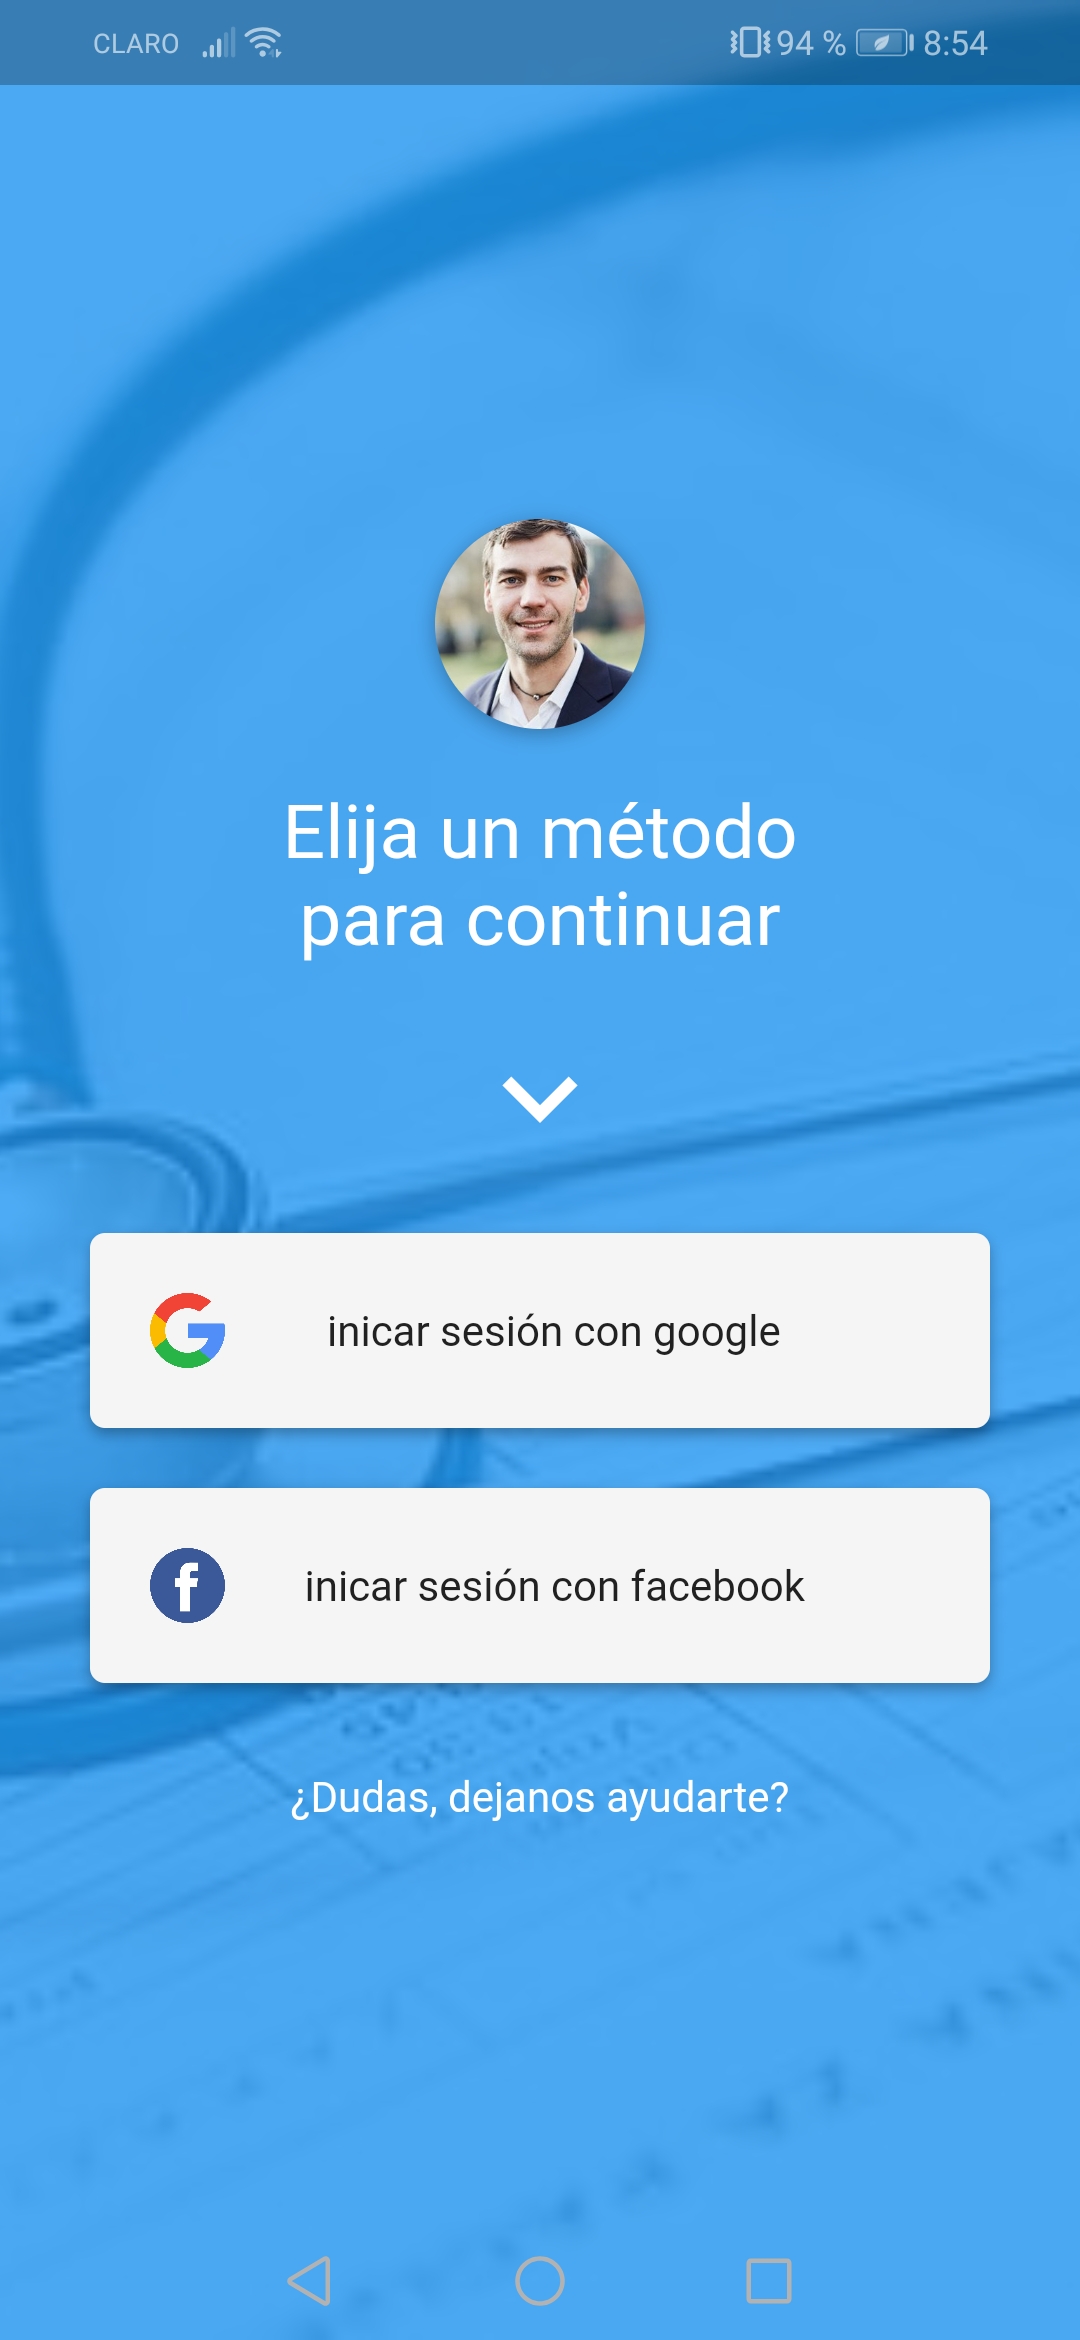 CLARO 94 % 8:54
Elija un método
para continuar
inicar sesión con google
inicar sesión con facebook
¿Dudas, dejanos ayudarte?